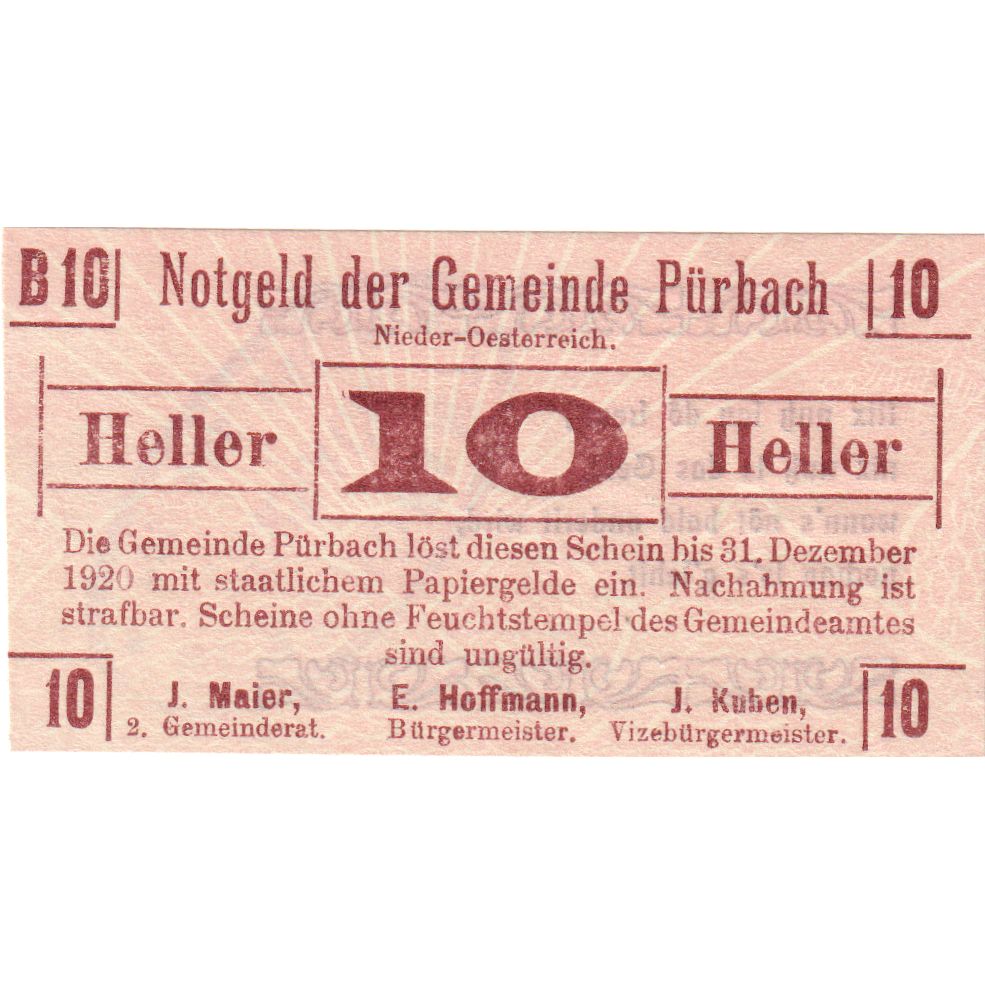 B 10 Notgeld der Gemeinde Pürbach 10
Nieder-Oesterreich.
Heller 10 Heller
Die Gemeinde Pürbach löst diesen Schein bis 31. Dezember
1920 mit staatlichem Papiergelde ein. Nachahmung ist
strafbar. Scheine ohne Feuchtstempel des Gemeindeamtes
sind ungültig.
10 J. Maier, E. Hoffmann, J. Kuben, 10
2. Gemeinderat. Bürgermeister. Vizebürgermeister.